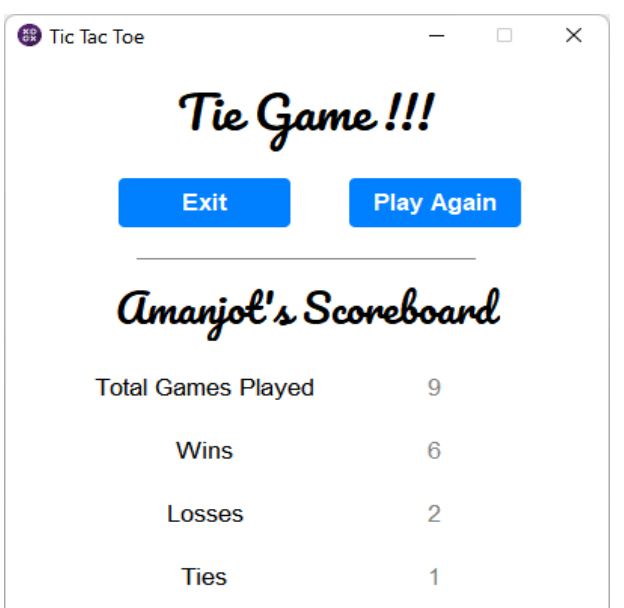 Tic Tac Toe
Tie Game !!!
Exit Play Again
Amanjot's Scoreboard
Total Games Played 9
Wins 6
Losses 2
Ties 1